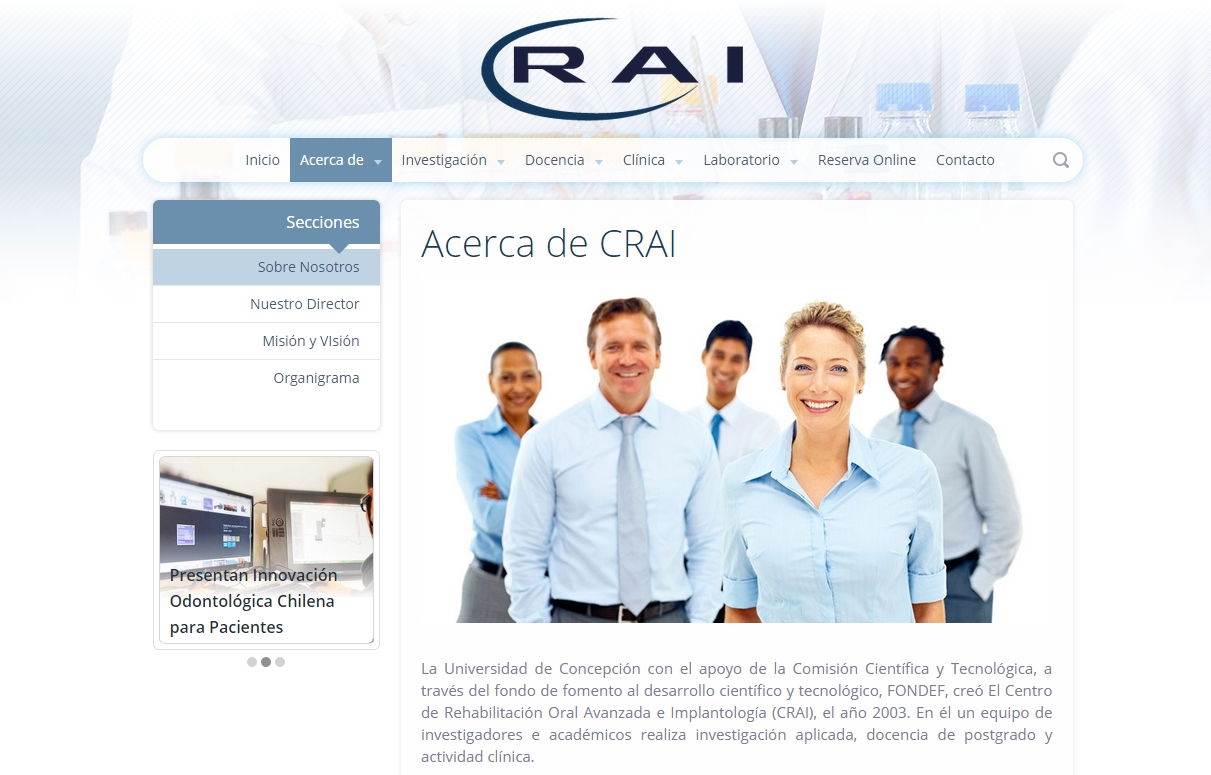 CRAI
Inicio
Acerca de
Investigación
Docencia
Clínica
Laboratorio
Reserva Online
Contacto
Secciones
Sobre Nosotros
Nuestro Director
Misión y VIsión
Organigrama
Presentan Innovación
Odontológica Chilena
para Pacientes
Acerca de CRAI
La Universidad de Concepción con el apoyo de la Comisión Científica y Tecnológica, a
través del fondo de fomento al desarrollo científico y tecnológico, FONDEF, creó El Centro
de Rehabilitación Oral Avanzada e Implantología (CRAI), el año 2003. En él un equipo de
investigadores e académicos realiza investigación aplicada, docencia de postgrado y
actividad clínica.